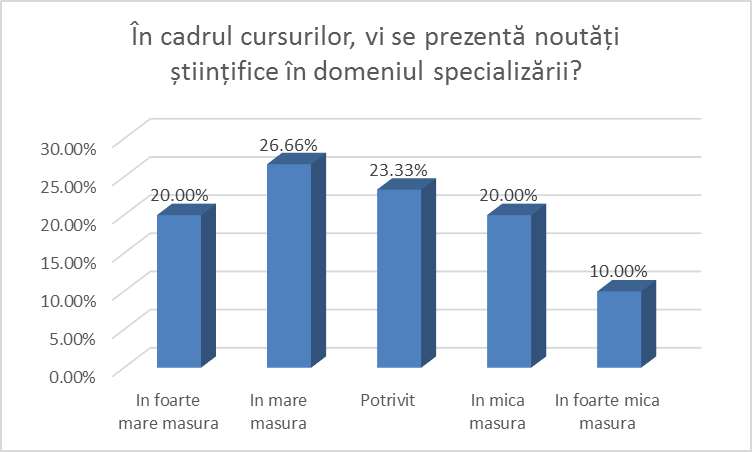 În cadrul cursurilor, vi se prezentă noutăți
științifice în domeniul specializării?
30.00%
25.00%
20.00%
15.00%
10.00%
5.00%
0.00%
20.00%
26.66%
23.33%
20.00%
10.00%
In foarte
mare masura
In mare
masura
Potrivit
In mica
masura
In foarte mica
masura